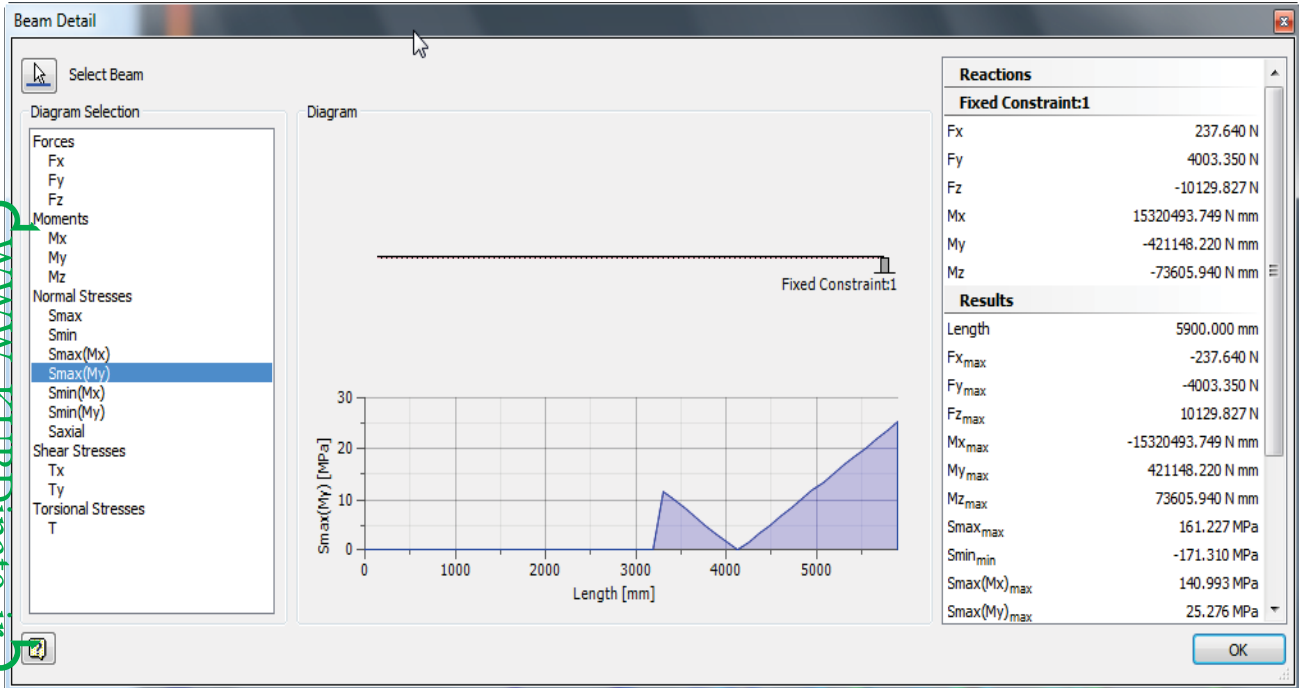 Beam Detail
Select Beam
Diagram Selection
Forces
Fx
Fy
Fz
Moments
Mx
My
Mz
Normal Stresses
Smax
Smin
Smax(Mx)
Smax(My)
Smin(Mx)
Smin(My)
Saxial
Shear Stresses
Tx
Ty
Torsional Stresses
T
Diagram
Fixed Constraint:1
30
20
10
0
Smax(My) [MPa]
0 1000 2000 3000 4000 5000
Length [mm]
Reactions
Fixed Constraint:1
Fx 237.640 N
Fy 4003.350 N
Fz -10129.827 N
Mx 15320493.749 N mm
My -421148.220 N mm
Mz -73605.940 N mm
Results
Length 5900.000 mm
Fxmax -237.640 N
Fymax -4003.350 N
Fzmax 10129.827 N
Mxmax -15320493.749 N mm
Mymax 421148.220 N mm
Mzmax 73605.940 N mm
Smaxmax 161.227 MPa
Sminmin -171.310 MPa
Smax(Mx)max 140.993 MPa
Smax(My)max 25.276 MPa
OK